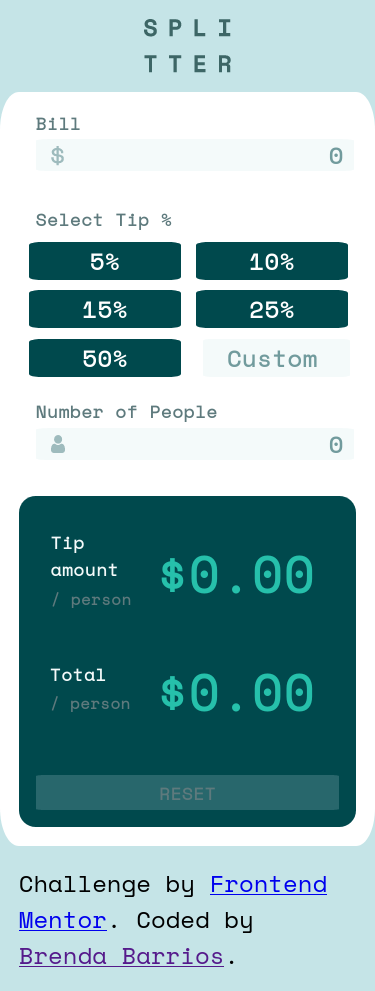 SPLI
TTER
Bill
$ 0
Select Tip %
5% 10%
15% 25%
50% Custom
Number of People
0
Tip
amount
/ person
$0.00
Total
/ person
$0.00
RESET
Challenge by Frontend
Mentor. Coded by
Brenda Barrios.